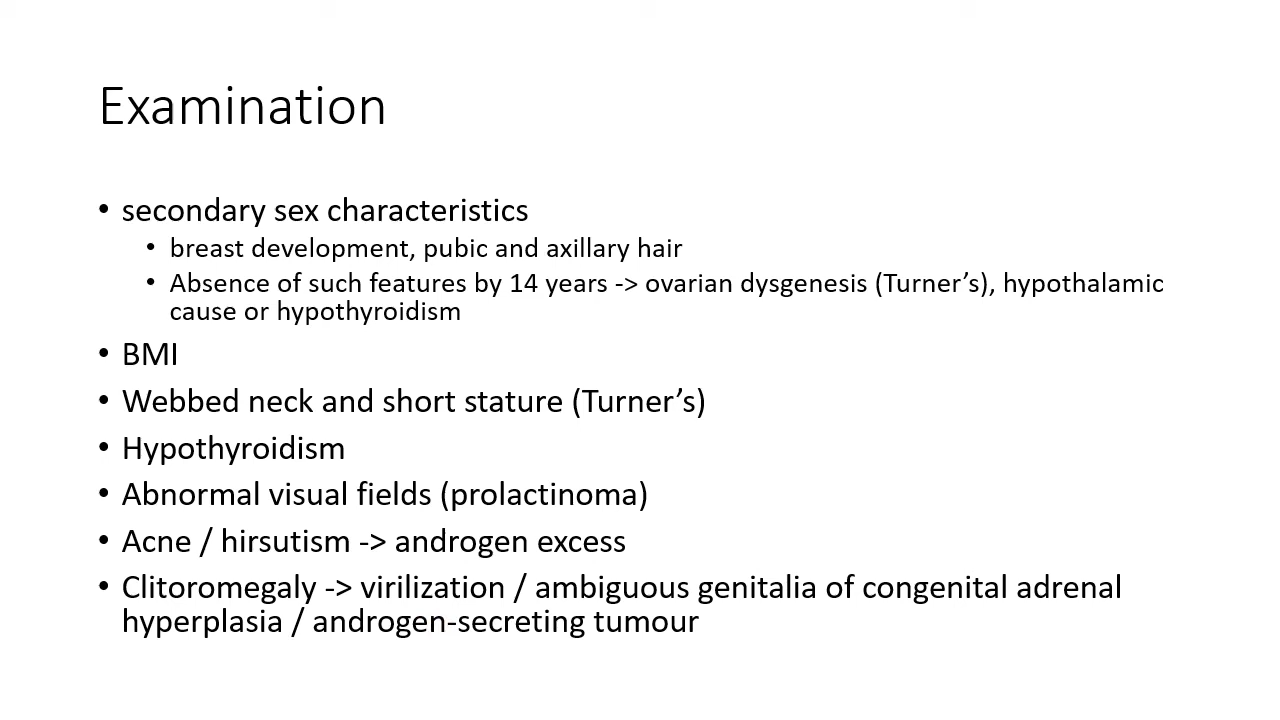 Examination
• secondary sex characteristics
• breast development, pubic and axillary hair
• Absence of such features by 14 years -> ovarian dysgenesis (Turner’s), hypothalamic
cause or hypothyroidism
• BMI
• Webbed neck and short stature (Turner’s)
• Hypothyroidism
• Abnormal visual fields (prolactinoma)
• Acne / hirsutism -> androgen excess
• Clitoromegaly -> virilization / ambiguous genitalia of congenital adrenal
hyperplasia / androgen-secreting tumour